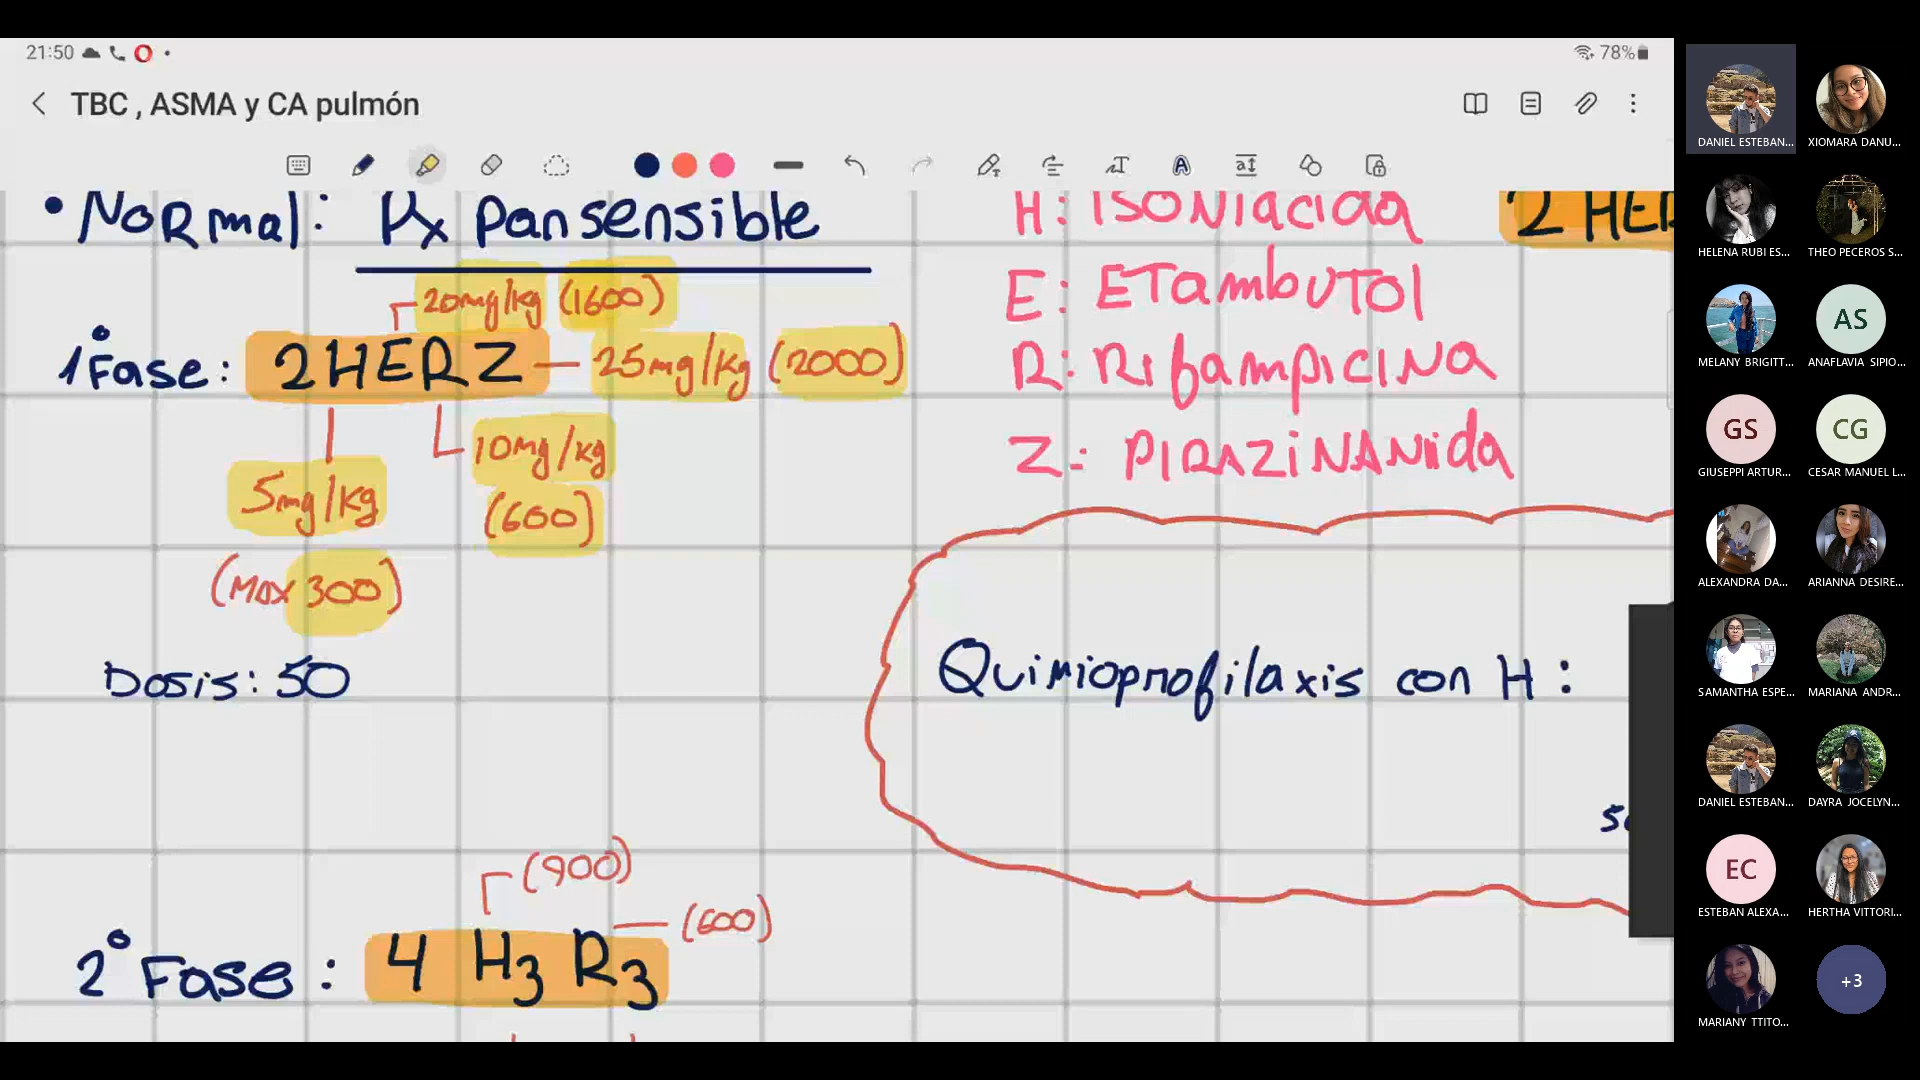 21:50
78%
TBC , ASMA y CA pulmón
• Normal: Rx pansensible
20mg/kg (1600)
1° Fase: 2HERZ — 25mg/kg (2000)
10mg/kg
(600)
5mg/kg
(MAX 300)
Dosis: 50
(900)
(600)
2° Fase: 4 H3 R3
H: ISONIACIDA
E: ETambuTol
R: Rifampicina
Z: PIRAZINAMida
2 HER
Quimioprofilaxis con H:
DANIEL ESTEBAN...
XIOMARA DANU...
HELENA RUBI ES...
THEO PECEROS S...
MELANY BRIGITT...
AS
ANAFLAVIA SIPIO...
GS
GIUSEPPI ARTUR...
CG
CESAR MANUEL L...
ALEXANDRA DA...
ARIANNA DESIRE...
SAMANTHA ESPE...
MARIANA ANDR...
DANIEL ESTEBAN...
DAYRA JOCELYN...
EC
ESTEBAN ALEXA...
HERTHA VITTORI...
MARIANY TTITO...
+3